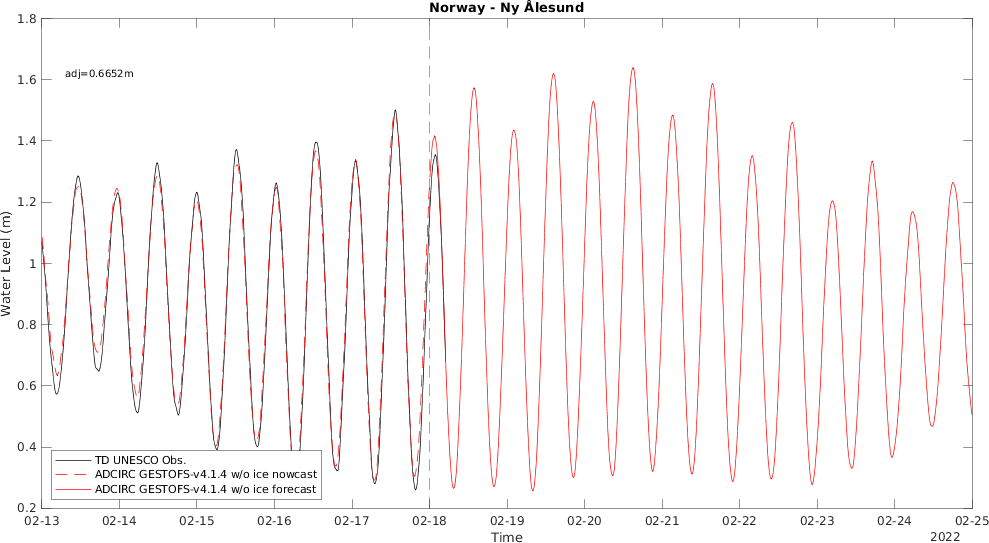 Norway - Ny Ålesund
1.8
1.6
1.4
1.2
1
0.8
0.6
0.4
0.2
Water Level (m)
adj=0.6652m
TD UNESCO Obs.
ADCIRC GESTOFS-v4.1.4 w/o ice nowcast
ADCIRC GESTOFS-v4.1.4 w/o ice forecast
02-13 02-14 02-15 02-16 02-17 02-18 02-19 02-20 02-21 02-22 02-23 02-24 02-25
Time
2022